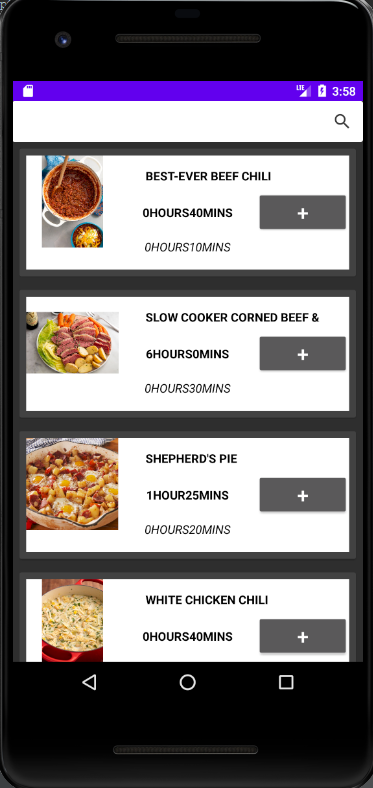 LTE 3:58
BEST-EVER BEEF CHILI
0HOURS40MINS
+
0HOURS10MINS
SLOW COOKER CORNED BEEF &
6HOURS0MINS
+
0HOURS30MINS
SHEPHERD'S PIE
1HOUR25MINS
+
0HOURS20MINS
WHITE CHICKEN CHILI
0HOURS40MINS
+